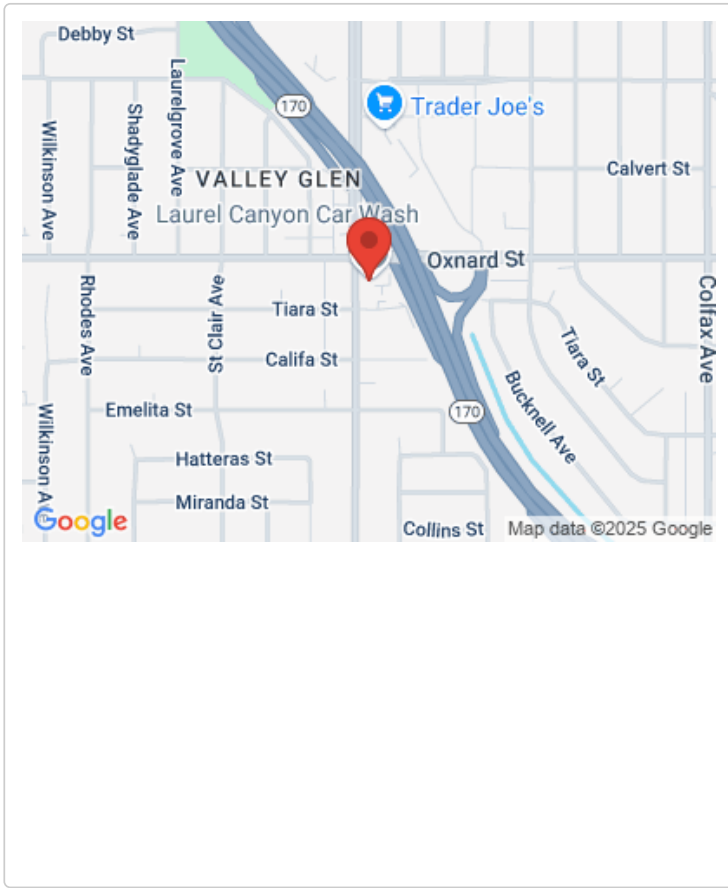 Debby St
Laurelgrove Ave
170
Trader Joe's
Wilkinson Ave
Shadyglade Ave
Calvert St
VALLEY GLEN
Laurel Canyon Car Wash
Oxnard St
Rhodes Ave
St Clair Ave
Colfax Ave
Tiara St
Tiara St
Califa St
Bucknell Ave
Emelita St
170
Wilkinson Av
Hatteras St
Miranda St
Google
Collins St
Map data ©2025 Google